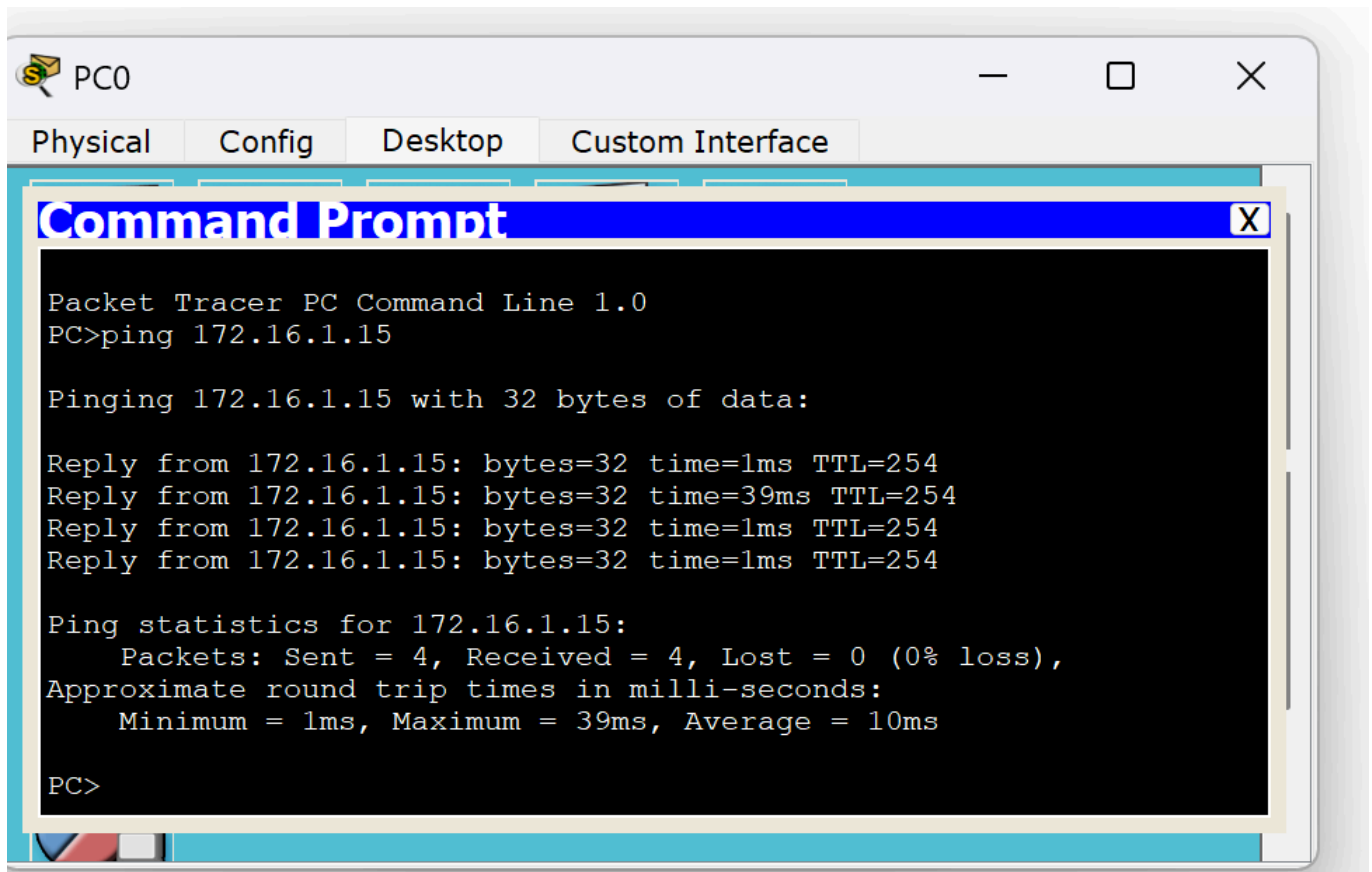 PC0
Physical Config Desktop Custom Interface
Command Prompt X
Packet Tracer PC Command Line 1.0
PC>ping 172.16.1.15
Pinging 172.16.1.15 with 32 bytes of data:
Reply from 172.16.1.15: bytes=32 time=1ms TTL=254
Reply from 172.16.1.15: bytes=32 time=39ms TTL=254
Reply from 172.16.1.15: bytes=32 time=1ms TTL=254
Reply from 172.16.1.15: bytes=32 time=1ms TTL=254
Ping statistics for 172.16.1.15:
Packets: Sent = 4, Received = 4, Lost = 0 (0% loss),
Approximate round trip times in milli-seconds:
Minimum = 1ms, Maximum = 39ms, Average = 10ms
PC>